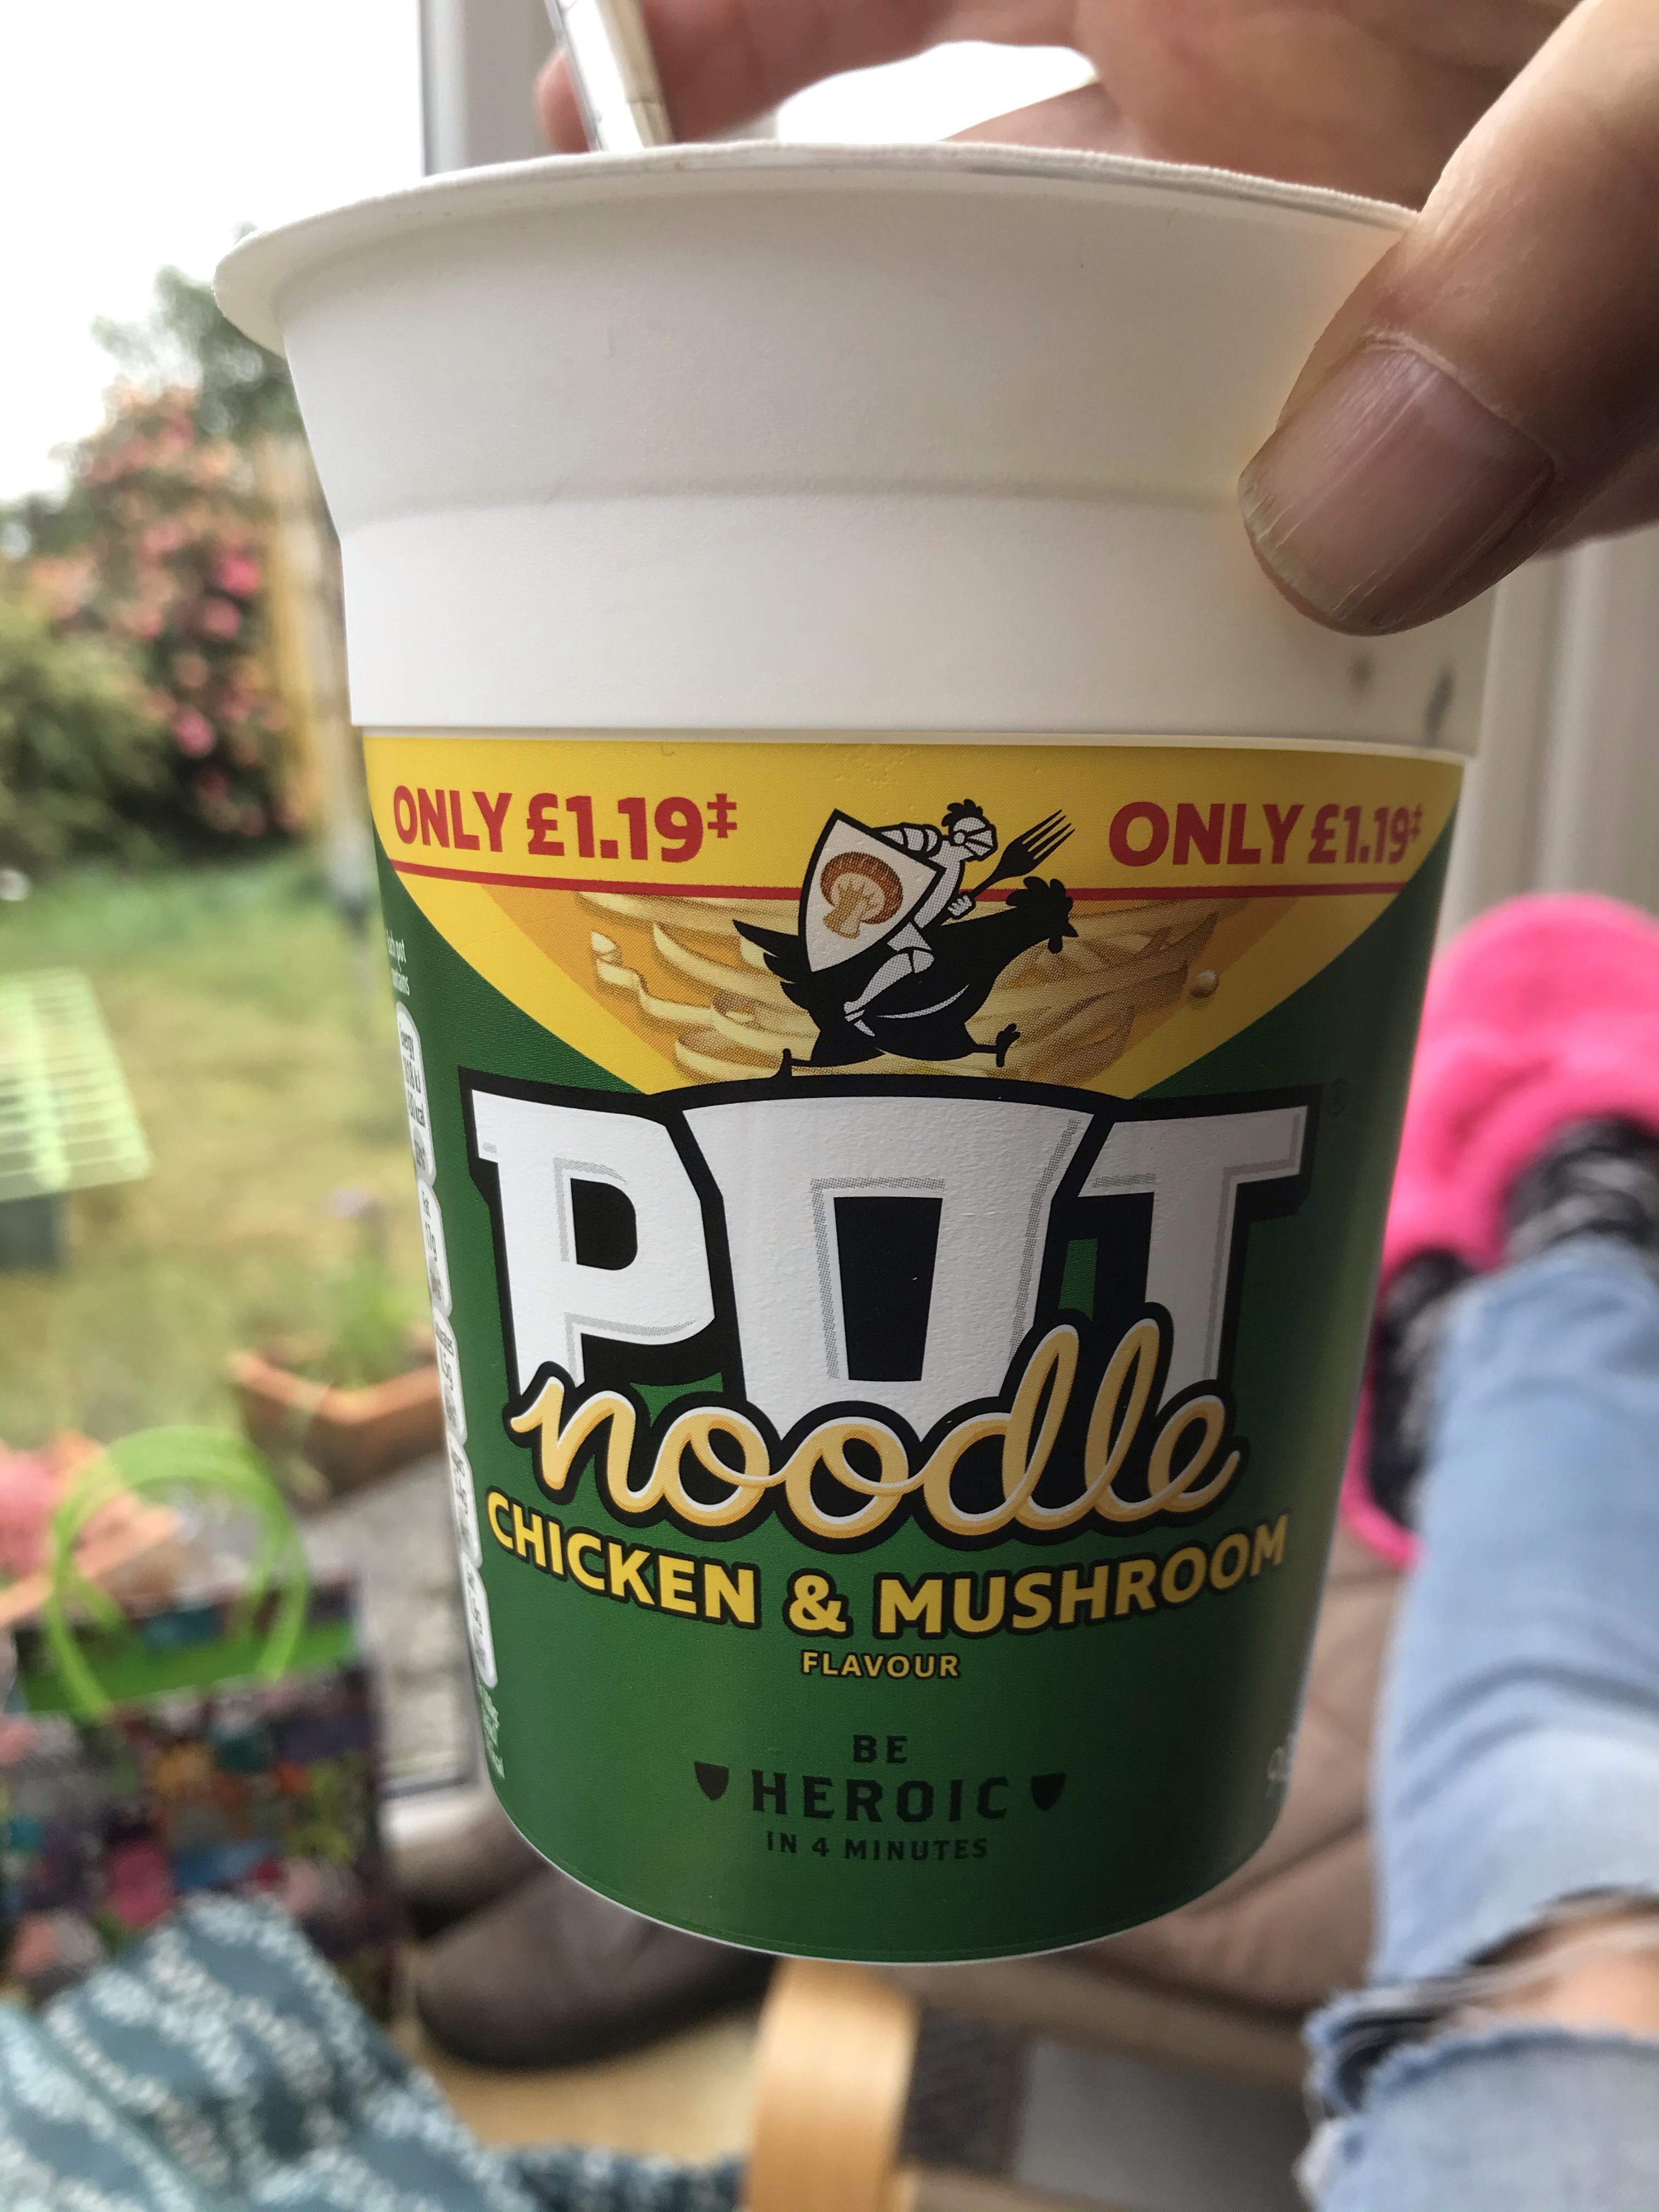 ONLY £1.19‡
ONLY £1.19‡
POT
noodle
CHICKEN & MUSHROOM
FLAVOUR
BE
HEROIC
IN 4 MINUTES